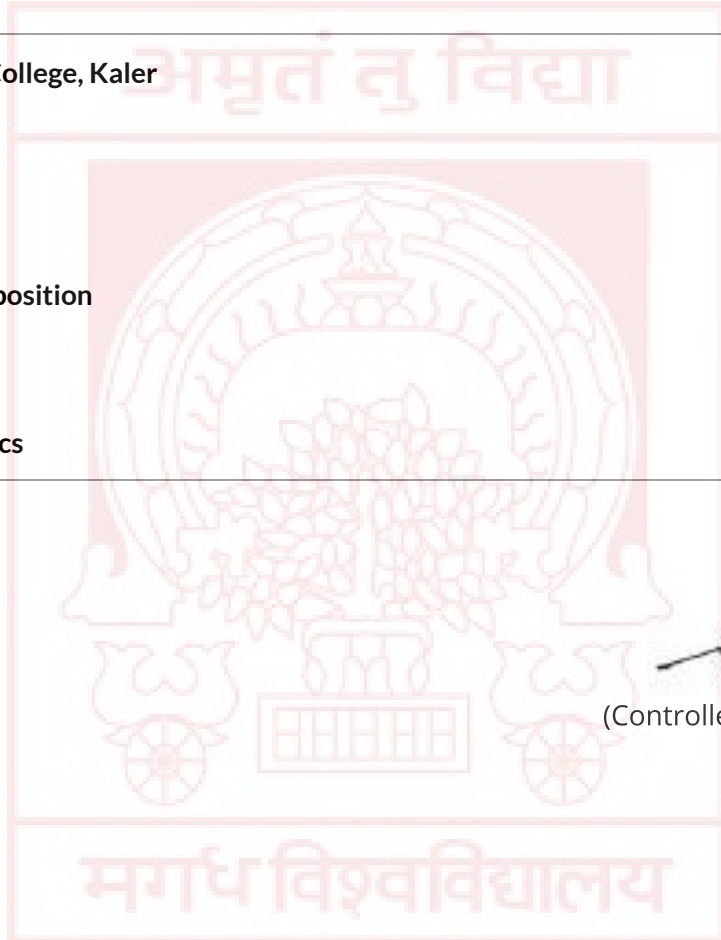 अमृतं तु विद्या
College, Kaler
position
cs
(Controlle
मगध विश्वविद्यालय